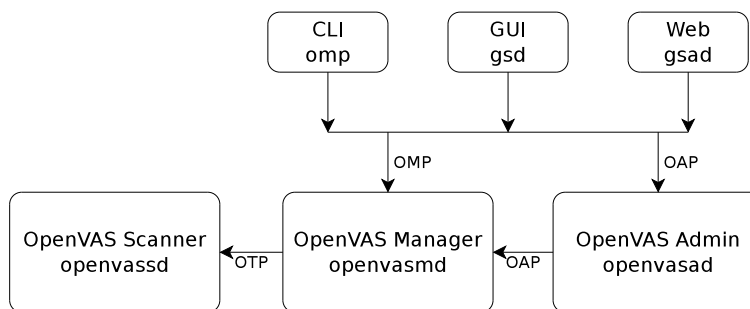 CLI
omp
GUI
gsd
Web
gsad
OMP
OAP
OpenVAS Scanner
openvassd
OTP
OpenVAS Manager
openvasmd
OAP
OpenVAS Admin
openvasad